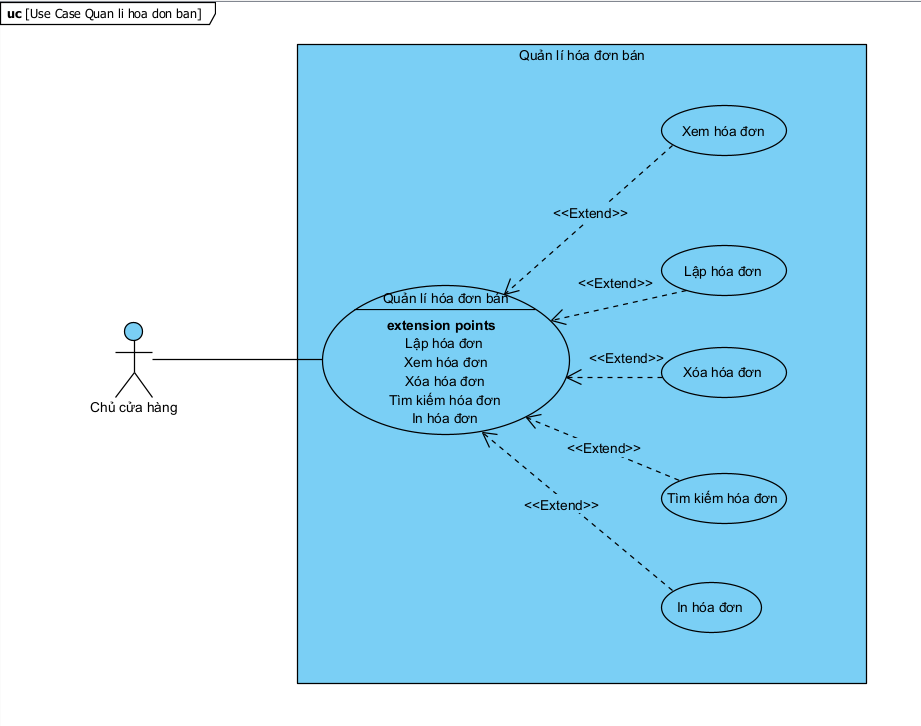 uc [Use Case Quan li hoa don ban]
Quản lí hóa đơn bán
Xem hóa đơn
<<Extend>>
Lập hóa đơn
<<Extend>>
Quản lí hóa đơn bán
extension points
Lập hóa đơn
Xem hóa đơn
Xóa hóa đơn
Tìm kiếm hóa đơn
In hóa đơn
<<Extend>>
Xóa hóa đơn
Chủ cửa hàng
<<Extend>>
Tìm kiếm hóa đơn
<<Extend>>
In hóa đơn